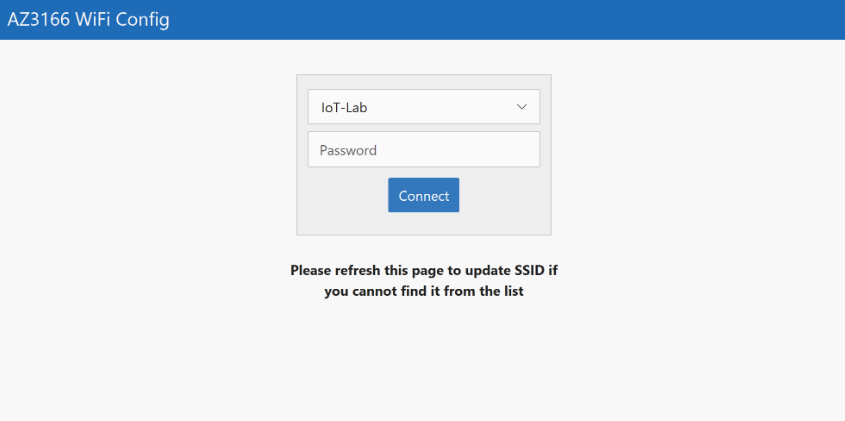 AZ3166 WiFi Config
IoT-Lab
Password
Connect
Please refresh this page to update SSID if
you cannot find it from the list